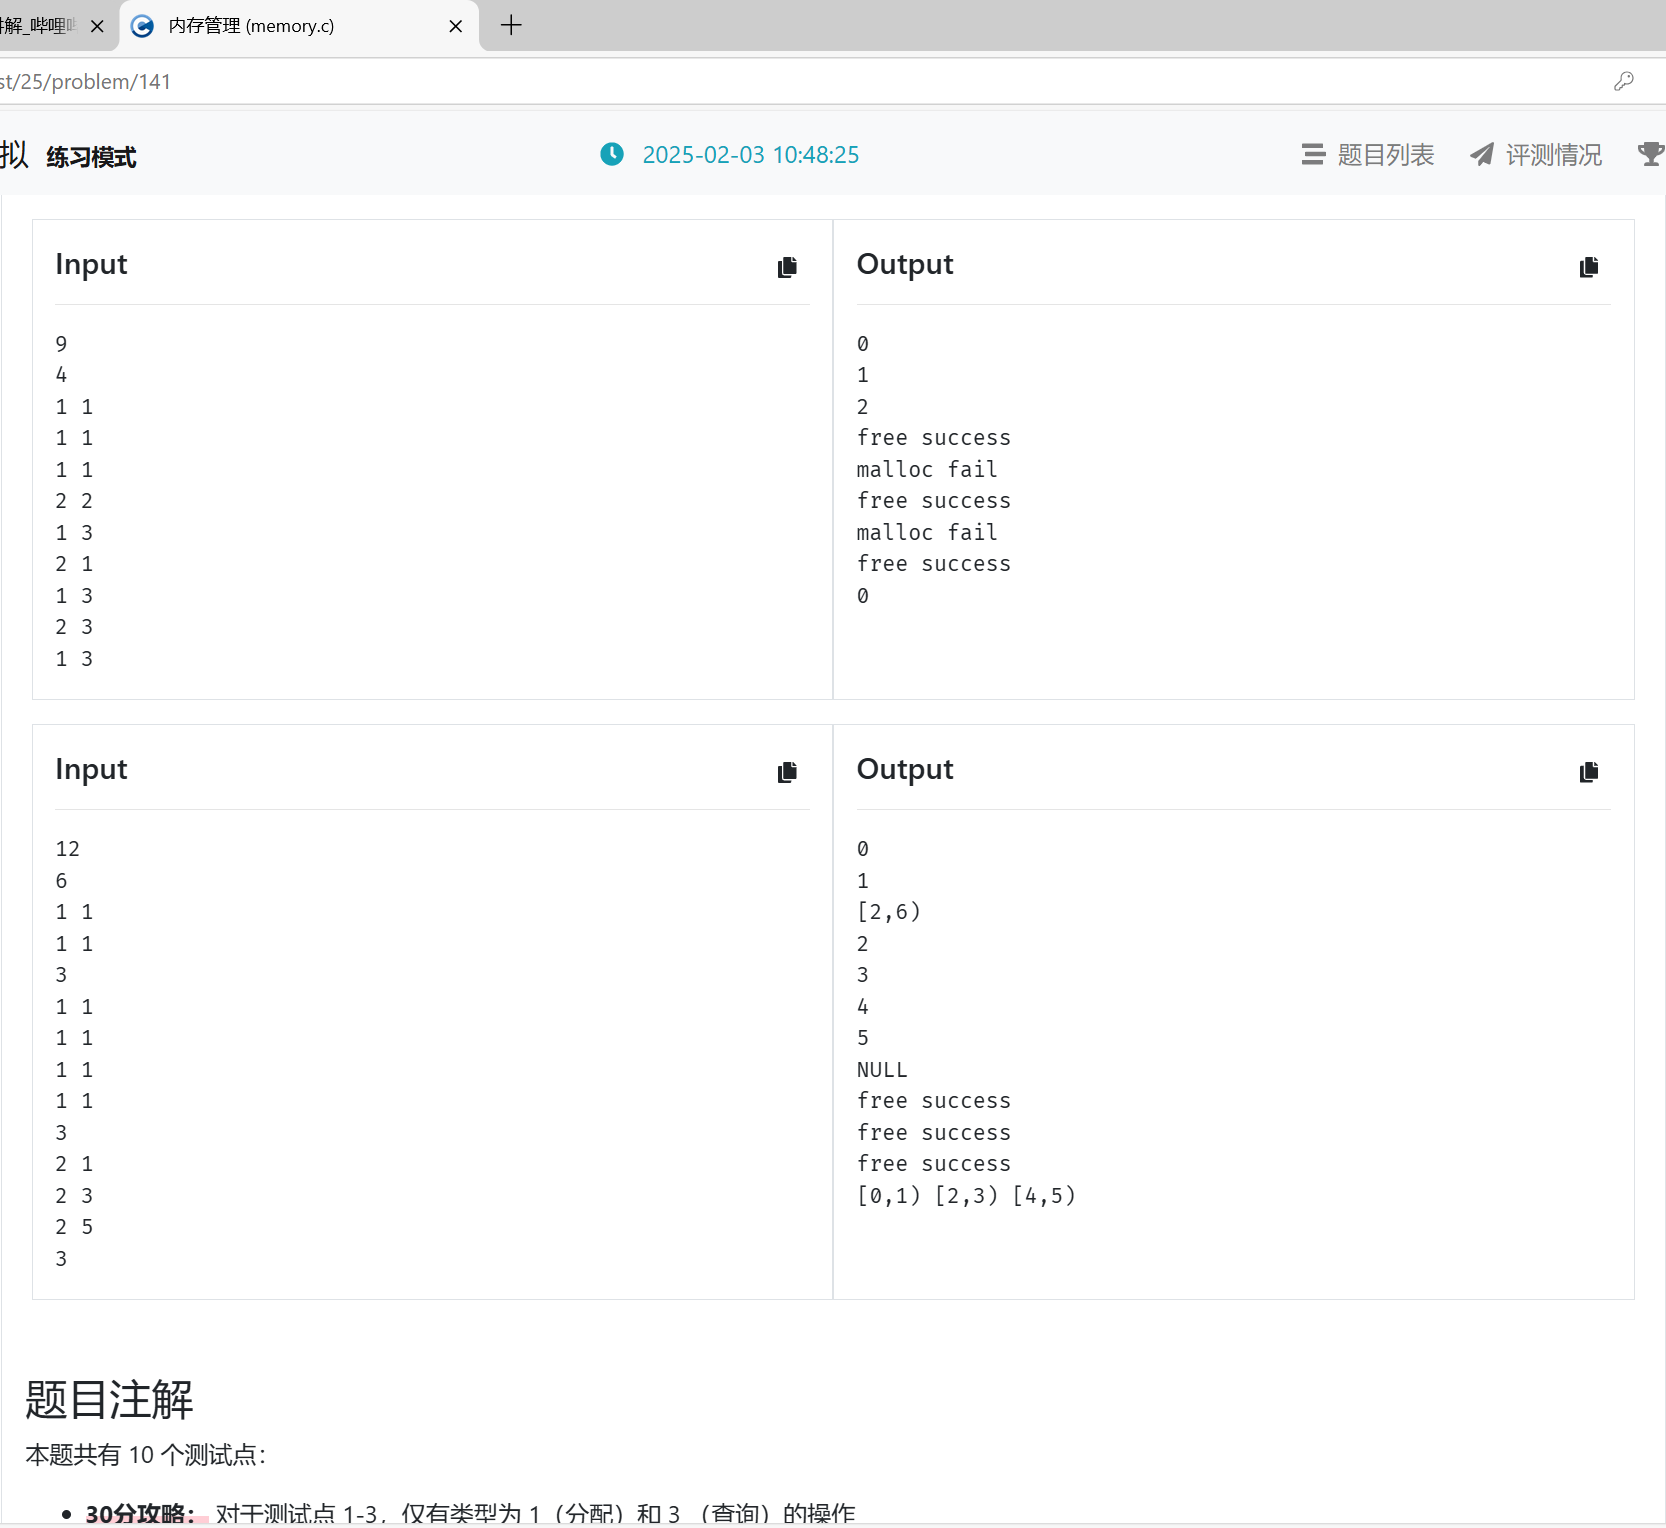 讲解_哔哩
内存管理 (memory.c)
st/25/problem/141
拟 练习模式
2025-02-03 10:48:25
题目列表
评测情况
Input
9
4
1 1
1 1
1 1
2 2
1 3
2 1
1 3
2 3
1 3
Output
0
1
2
free success
malloc fail
free success
malloc fail
free success
0
Input
12
6
1 1
1 1
3
1 1
1 1
1 1
1 1
3
2 1
2 3
2 5
3
Output
0
1
[2,6)
2
3
4
5
NULL
free success
free success
free success
[0,1) [2,3) [4,5)
题目注解
本题共有 10 个测试点：
• 30分攻略： 对于测试点 1-3，仅有类型为 1（分配）和 3 （查询）的操作